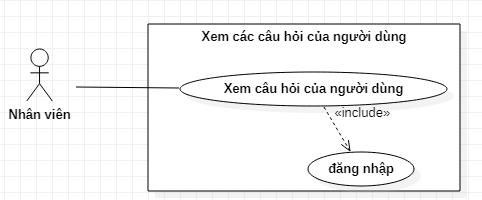 Xem các câu hỏi của người dùng
Xem câu hỏi của người dùng
«include»
Nhân viên
đăng nhập